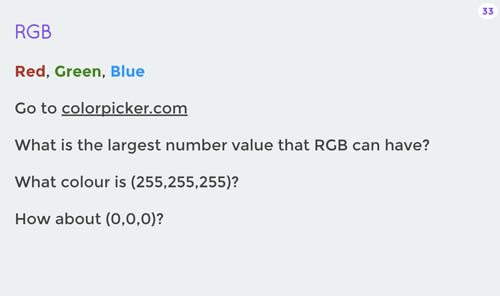 33
RGB
Red, Green, Blue
Go to colorpicker.com
What is the largest number value that RGB can have?
What colour is (255,255,255)?
How about (0,0,0)?